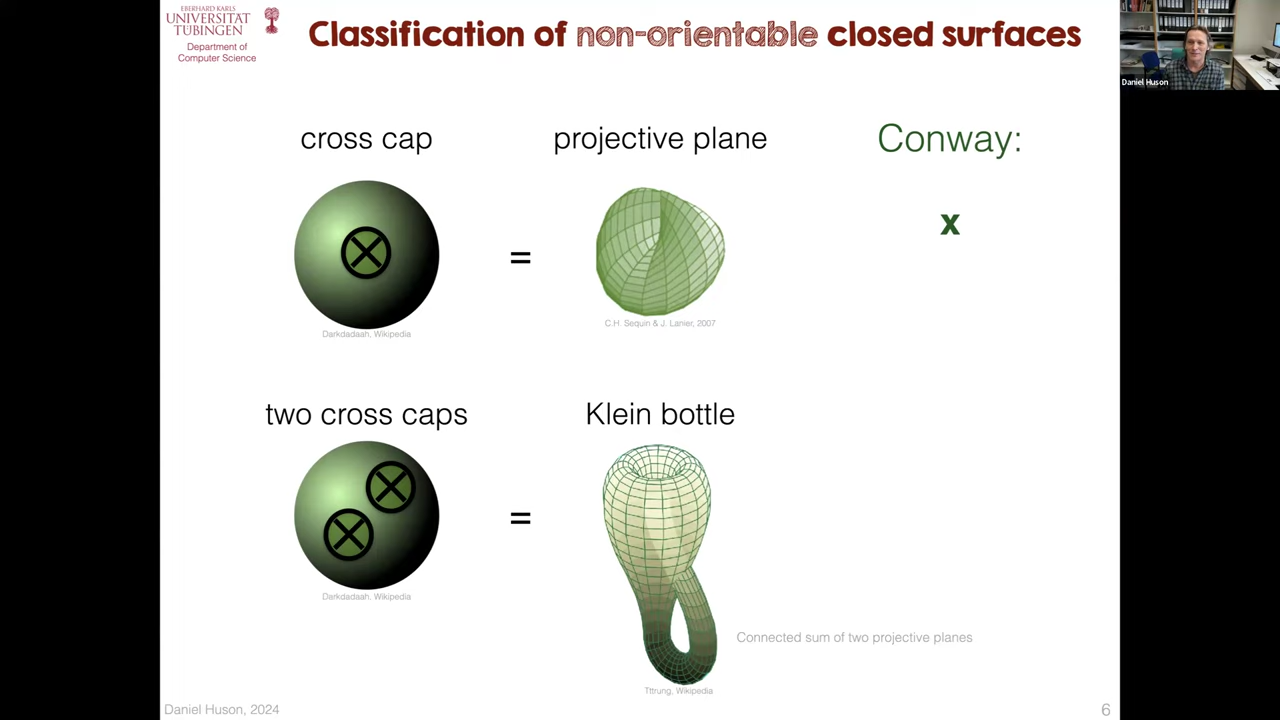 EBERHARD KARLS
UNIVERSITÄT
TÜBINGEN
Department of
Computer Science
Classification of non-orientable closed surfaces
Daniel Huson
cross cap
projective plane
Conway:
x
=
Darkdadaah, Wikipedia
C.H. Sequin & J. Lanier, 2007
two cross caps
Klein bottle
=
Darkdadaah, Wikipedia
Connected sum of two projective planes
Tttrung, Wikipedia
Daniel Huson, 2024
6